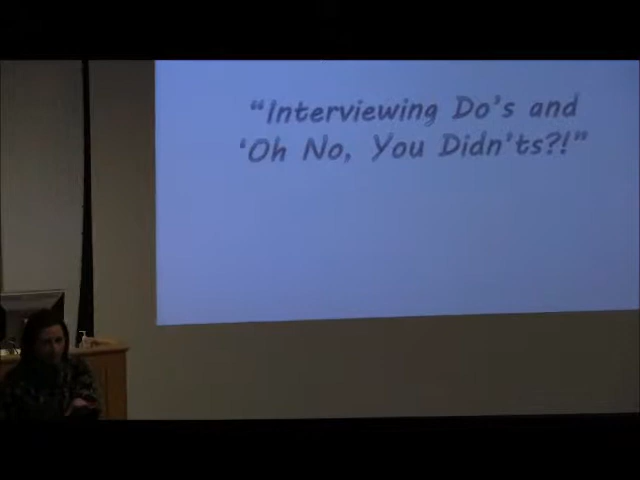 “Interviewing Do’s and
‘Oh No, You Didn’ts?!”